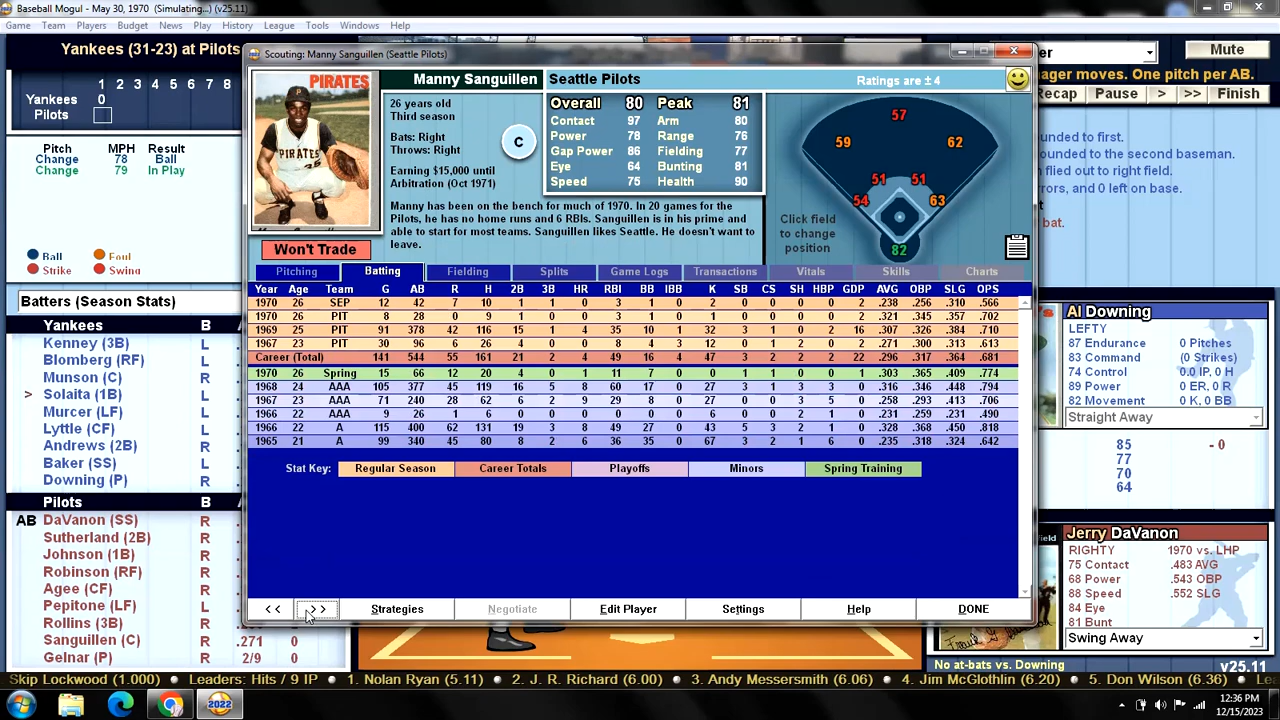 Baseball Mogul - May 30, 1970 (Simulating...) (v25.11)
Game Team Players Budget News Play History League Tools Windows Help
Yankees (31-23) at Pilots
1 2 3 4 5 6 7 8
Yankees 0
Pilots
Pitch MPH Result
Change 78 Ball
Change 79 In Play
Ball Foul
Strike Swing
Batters (Season Stats)
Yankees B
Kenney (3B) L
Blomberg (RF) L
Munson (C) R
> Solaita (1B) L
Murcer (LF) L
Lyttle (CF) L
Andrews (2B) R
Baker (SS) L
Downing (P) R
Pilots B A
AB DaVanon (SS) R .
Sutherland (2B) R .
Johnson (1B) R .
Robinson (RF) R .
Agee (CF) R .
Pepitone (LF) L .
Rollins (3B) R .
Sanguillen (C) R .271 0
Gelnar (P) R 2/9 0
Scouting: Manny Sanguillen (Seattle Pilots)
PIRATES
PIRATES
Manny Sanguillen
26 years old
Third season
Bats: Right
Throws: Right
Earning $15,000 until
Arbitration (Oct 1971)
C
Seattle Pilots Ratings are ± 4
Overall 80 Peak 81
Contact 97 Arm 80
Power 78 Range 76
Gap Power 86 Fielding 77
Eye 64 Bunting 81
Speed 75 Health 90
Manny has been on the bench for much of 1970. In 20 games for the
Pilots, he has no home runs and 6 RBIs. Sanguillen is in his prime and
able to start for most teams. Sanguillen likes Seattle. He doesn't want to
leave.
Won't Trade
57
59 62
51 51
54 63
82
Click field
to change
position
Pitching Batting Fielding Splits Game Logs Transactions Vitals Skills Charts
Year Age Team G AB R H 2B 3B HR RBI BB IBB K SB CS SH HBP GDP AVG OBP SLG OPS
1970 26 SEP 12 42 7 10 1 1 0 3 1 0 3 0 0 0 0 2 .238 .256 .310 .566
1970 26 PIT 8 28 0 9 1 0 0 3 1 0 1 0 0 0 0 2 .321 .345 .357 .702
1969 25 PIT 91 378 42 116 15 1 4 35 10 1 32 3 2 2 0 16 .307 .326 .384 .710
1967 23 PIT 30 96 6 26 4 0 0 8 4 3 12 0 0 0 0 2 .271 .300 .313 .613
Career (Total) 141 544 55 161 21 2 4 49 16 4 47 3 2 2 0 22 .296 .317 .364 .681
1970 26 Spring 15 66 12 20 4 0 1 11 7 0 0 1 1 0 0 1 .303 .365 .409 .774
1968 24 AAA 105 377 45 119 16 5 8 60 17 0 27 3 1 3 3 0 .316 .346 .448 .794
1967 23 AAA 71 240 28 62 6 2 9 29 8 0 27 0 0 3 5 0 .258 .293 .413 .706
1966 22 AAA 9 26 1 6 0 0 0 0 0 0 6 0 0 2 1 0 .231 .259 .231 .490
1966 22 A 115 400 62 131 19 3 8 49 27 0 43 5 3 2 1 0 .328 .368 .450 .818
1965 21 A 99 340 45 80 8 2 6 36 35 0 67 3 2 1 6 0 .235 .318 .324 .642
Stat Key: Regular Season Career Totals Playoffs Minors Spring Training
<< >> Strategies Negotiate Edit Player Settings Help DONE
Mute
ager moves. One pitch per AB.
Recap Pause > >> Finish
ounded to first.
ounded to the second baseman.
n flied out to right field.
rrors, and 0 left on base.
bat.
Al Downing
LEFTY
87 Endurance 0 Pitches
83 Command (0 Strikes)
74 Control 0.0 IP, 0 H
89 Power 0 ER, 0 R
82 Movement 0 K, 0 BB
Straight Away
85 - 0
77
70
64
Jerry DaVanon
RIGHTY 1970 vs. LHP
75 Contact .483 AVG
68 Power .543 OBP
88 Speed .552 SLG
84 Eye
81 Bunt
Swing Away
No at-bats vs. Downing v25.11
Skip Lockwood (1.000) • Leaders: Hits / 9 IP • 1. Nolan Ryan (5.11) • 2. J. R. Richard (6.00) • 3. Andy Messersmith (6.06) • 4. Jim McGlothlin (6.20) • 5. Don Wilson (6.36) • Lea
2022
12:36 PM
12/15/2023